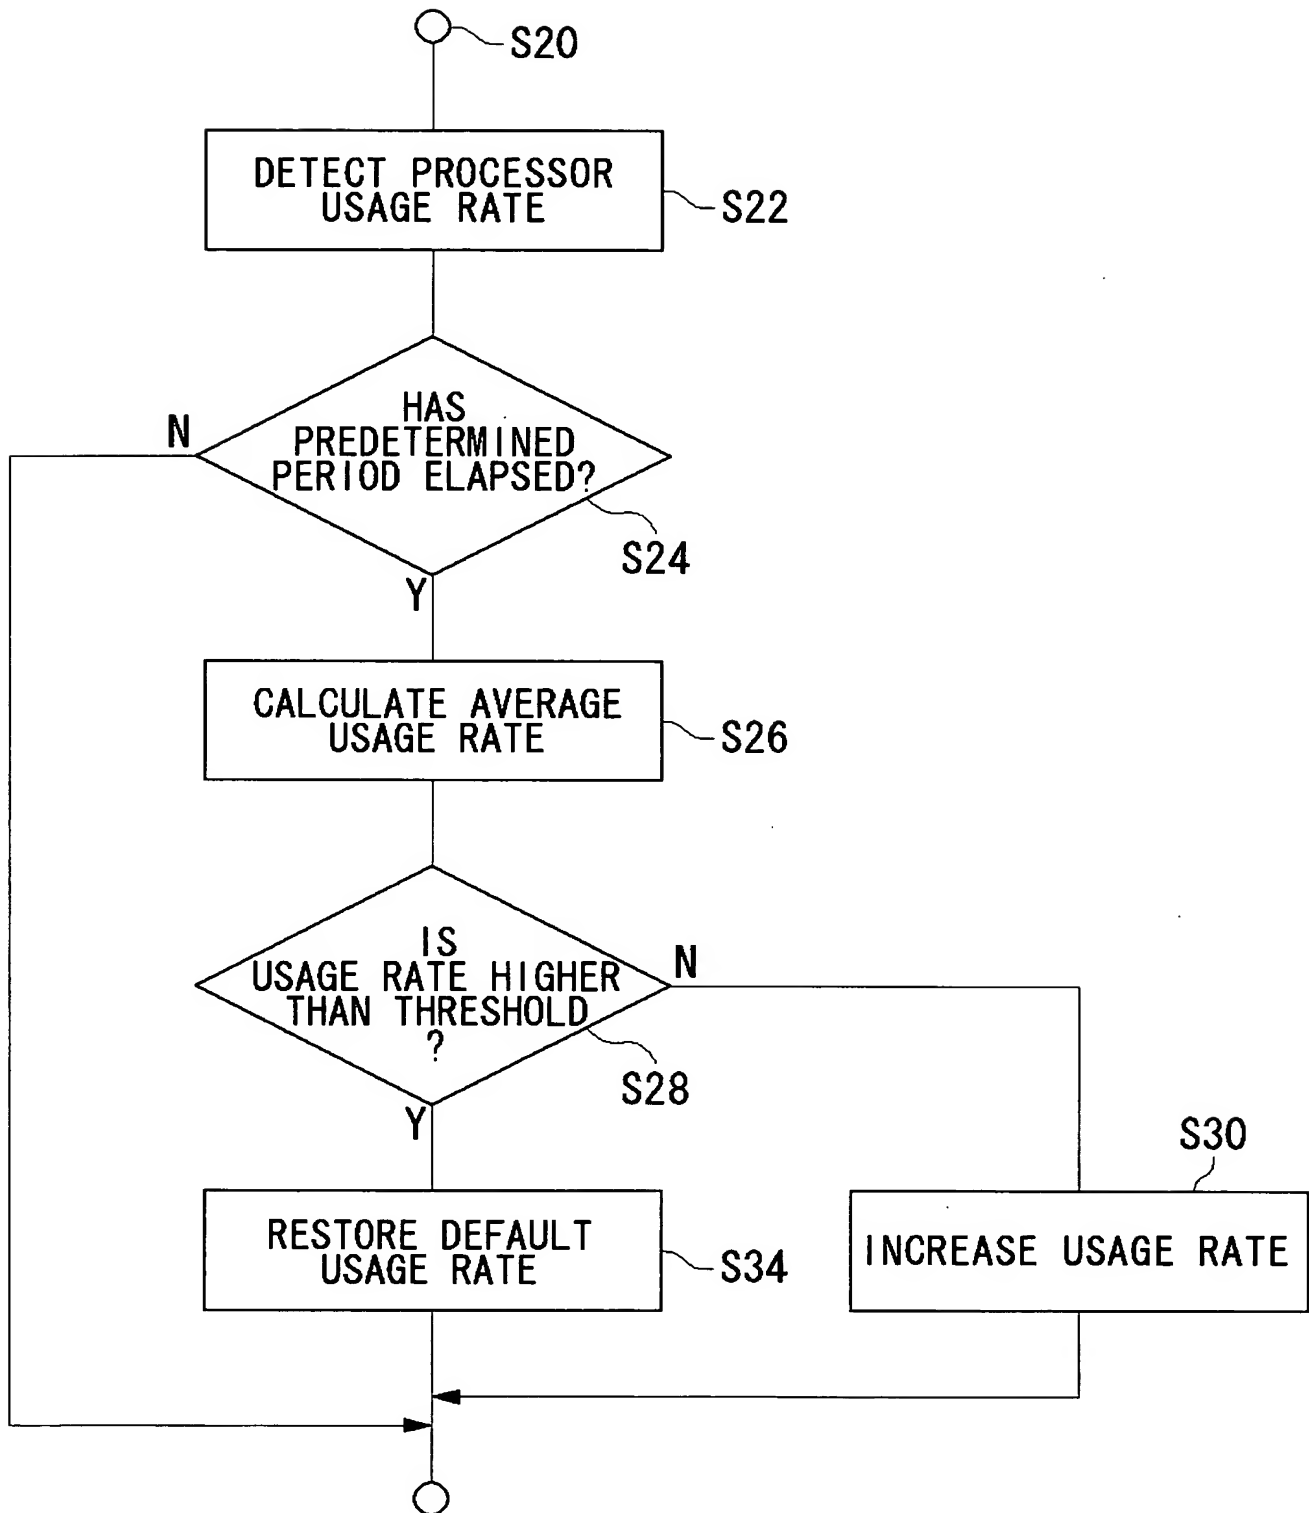 S20
DETECT PROCESSOR
USAGE RATE
S22
HAS
PREDETERMINED
PERIOD ELAPSED?
N
S24
Y
CALCULATE AVERAGE
USAGE RATE
S26
IS
USAGE RATE HIGHER
THAN THRESHOLD
?
N
S28
Y
S30
RESTORE DEFAULT
USAGE RATE
S34
INCREASE USAGE RATE